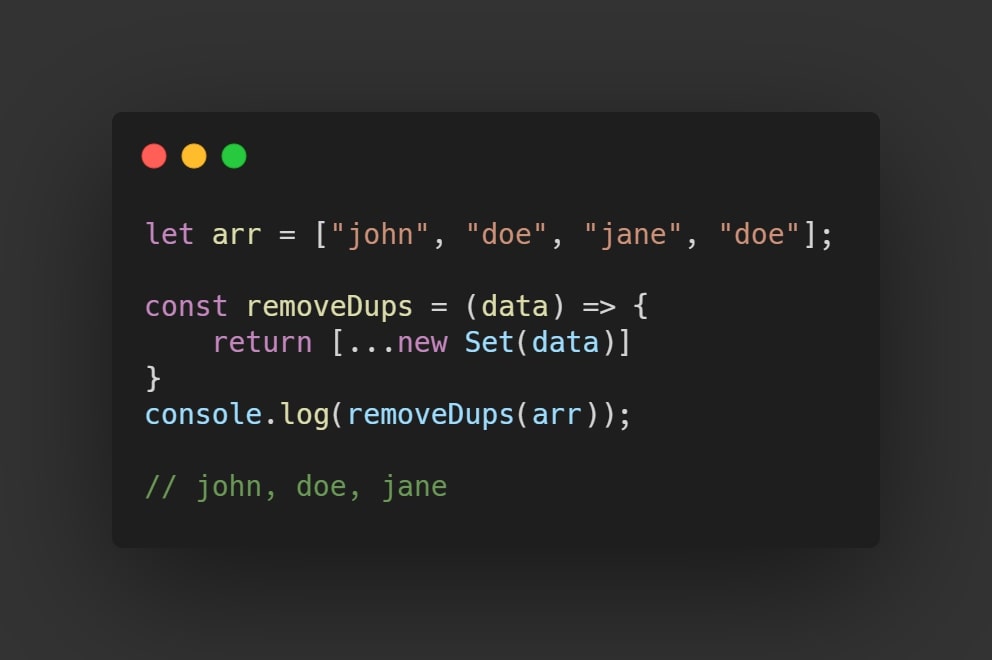 let arr = ["john", "doe", "jane", "doe"];
const removeDups = (data) => {
    return [...new Set(data)]
}
console.log(removeDups(arr));
// john, doe, jane